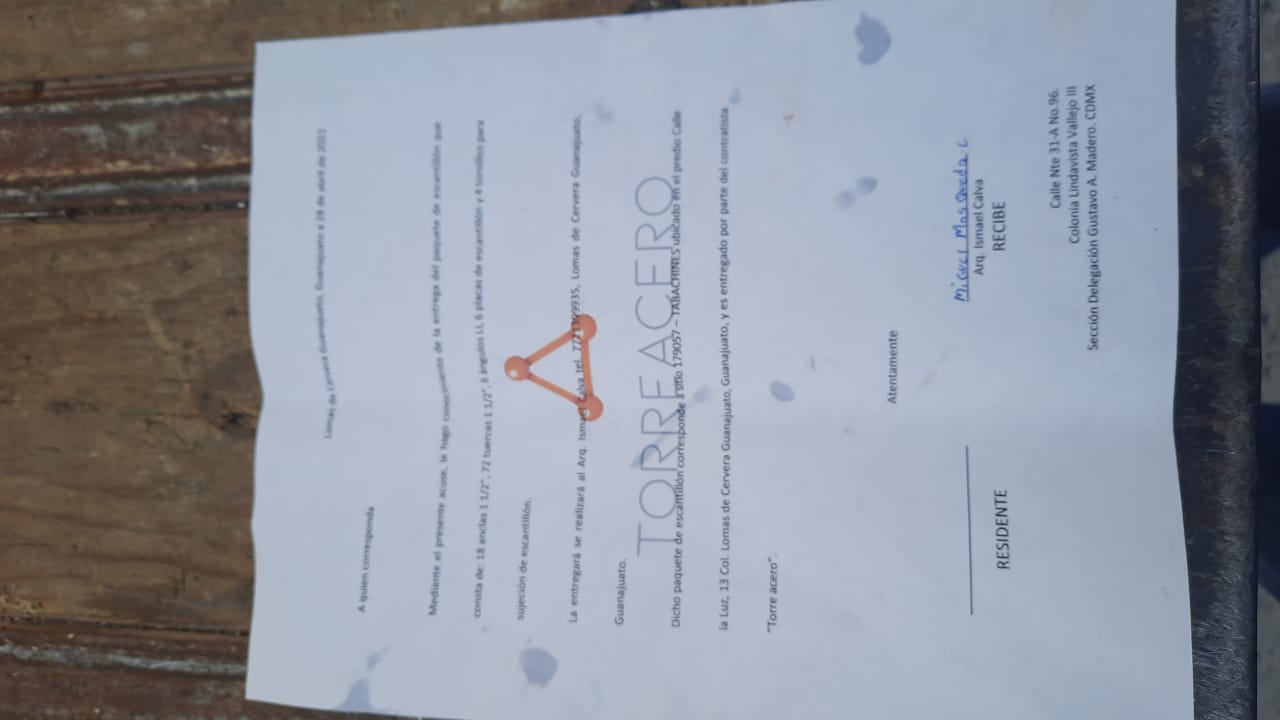 Lomas de Cervera Guanajuato, Guanajuato a 28 de abril de 2021
A quien corresponda
Mediante el presente acuse, le hago conocimiento de la entrega del paquete de escantillón que
consta de: 18 anclas 1 1/2", 72 tuercas 1 1/2", 6 ángulos LI, 6 placas de escantillón y 4 tornillos para
sujeción de escantillón.
La entregará se realizará al Arq. Ismael Calva tel. Lomas de Cervera Guanajuato,
Guanajuato.
TORREACERO
Dicho paquete de escantillón corresponde a sitio 179057 – TABACHINES ubicado en el predio Calle
la Luz, 13 Col. Lomas de Cervera Guanajuato, Guanajuato, y es entregado por parte del contratista
"Torre acero".
Atentamente
Miguel Mosqueda C
Arq. Ismael Calva
RESIDENTE
RECIBE
Calle Nte 31-A No.96.
Colonia Lindavista Vallejo III
Sección Delegación Gustavo A. Madero. CDMX